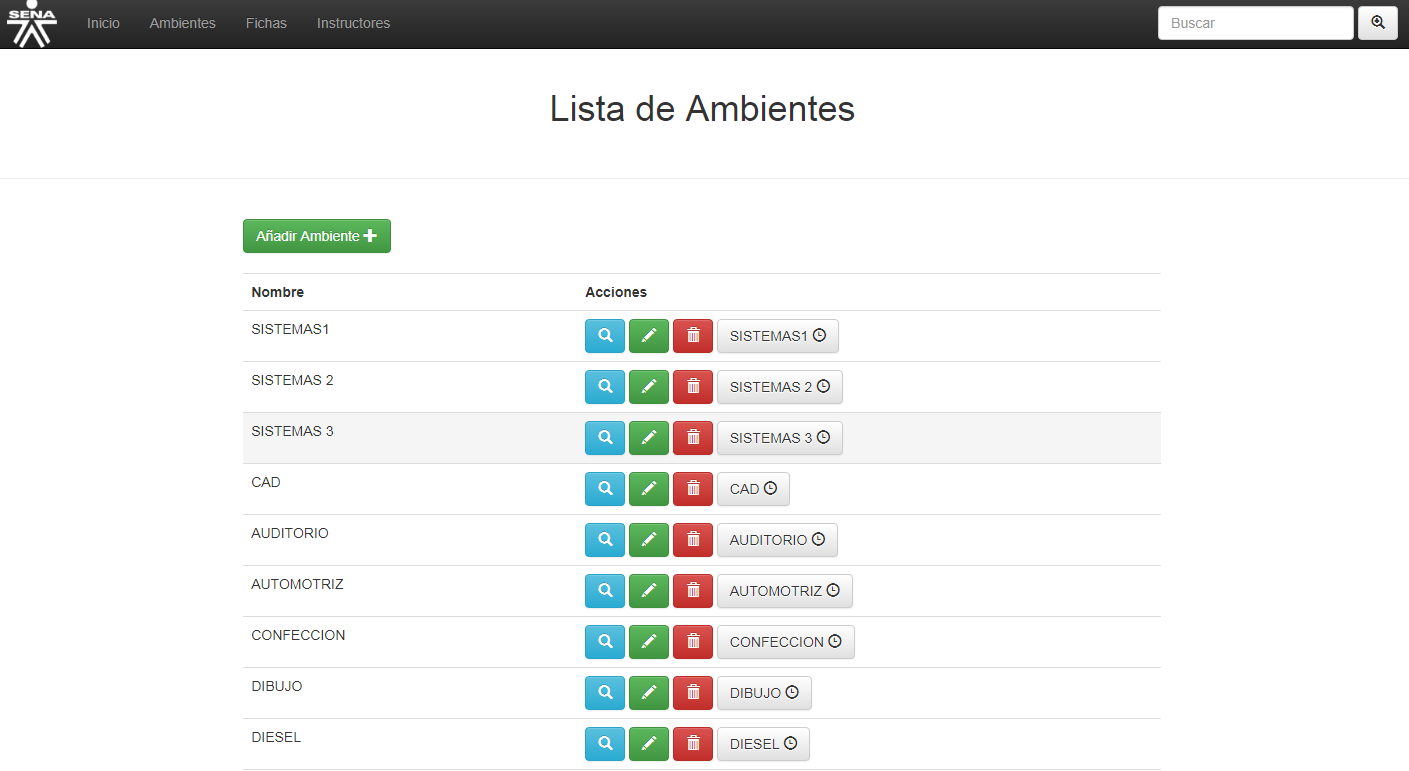 SENA
Inicio Ambientes Fichas Instructores Buscar
Lista de Ambientes
Añadir Ambiente
Nombre Acciones
SISTEMAS1 SISTEMAS1
SISTEMAS 2 SISTEMAS 2
SISTEMAS 3 SISTEMAS 3
CAD CAD
AUDITORIO AUDITORIO
AUTOMOTRIZ AUTOMOTRIZ
CONFECCION CONFECCION
DIBUJO DIBUJO
DIESEL DIESEL